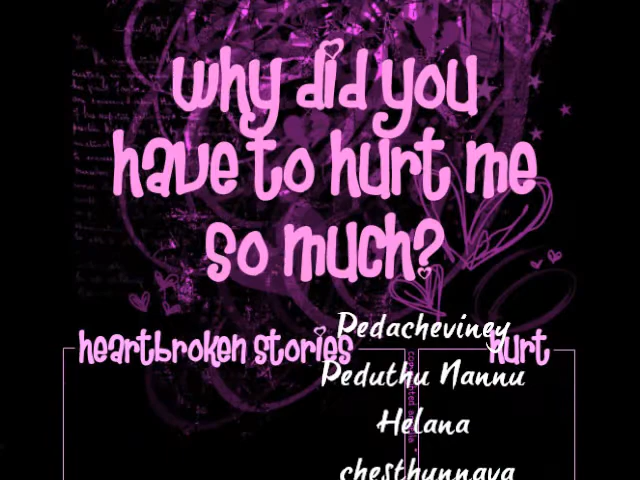 why did you
have to hurt me
so much?
heartbroken stories
hurt
Pedacheviney
Peduthu Nannu
Helana
chesthunnava